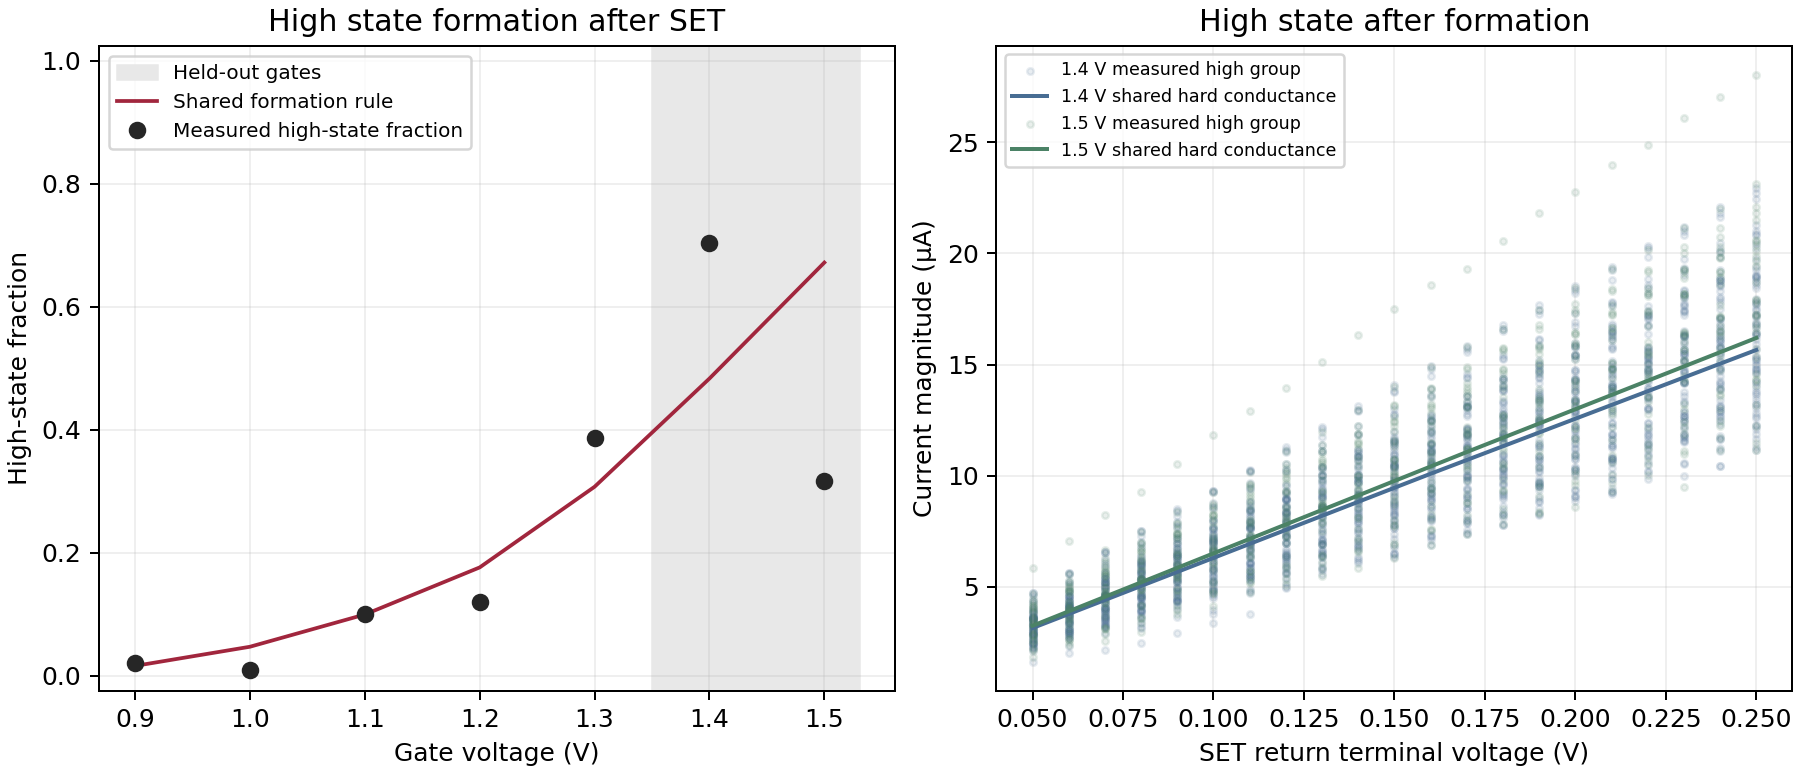 High state formation after SET
Held-out gates
Shared formation rule
Measured high-state fraction
High-state fraction
1.0
0.8
0.6
0.4
0.2
0.0
0.9 1.0 1.1 1.2 1.3 1.4 1.5
Gate voltage (V)
High state after formation
1.4 V measured high group
1.4 V shared hard conductance
1.5 V measured high group
1.5 V shared hard conductance
Current magnitude (μA)
25
20
15
10
5
0.050 0.075 0.100 0.125 0.150 0.175 0.200 0.225 0.250
SET return terminal voltage (V)